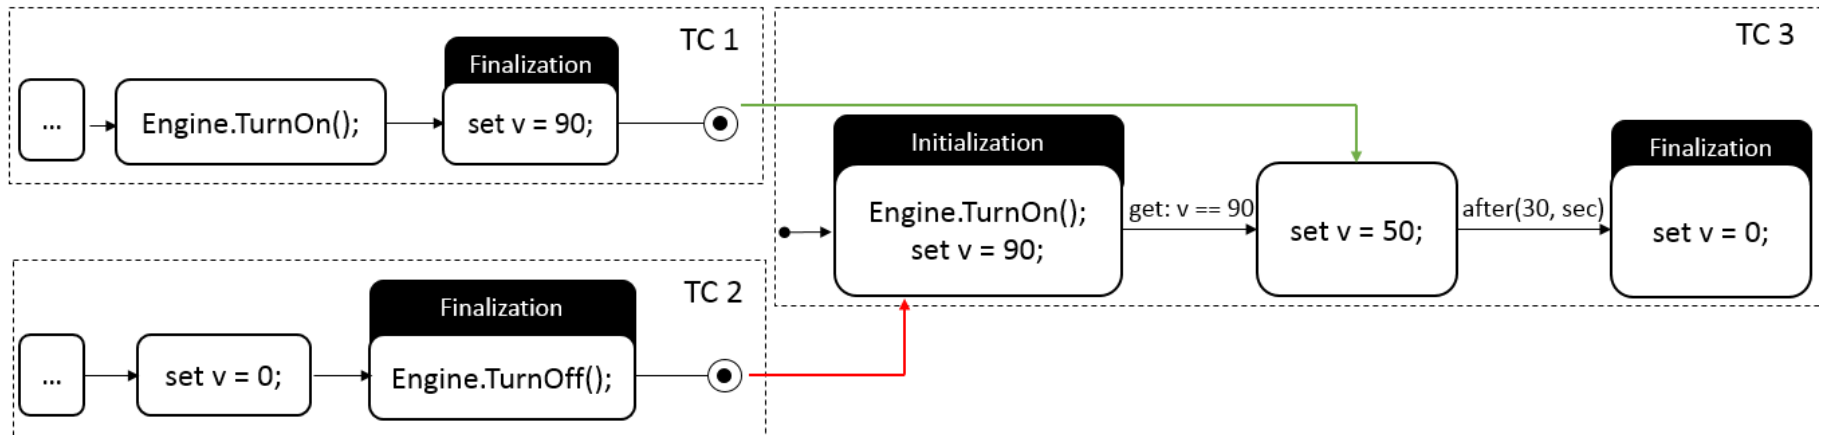 TC 1
Finalization
...
Engine.TurnOn();
set v = 90;
TC 2
Finalization
...
set v = 0;
Engine.TurnOff();
TC 3
Initialization
Engine.TurnOn();
set v = 90;
get: v == 90
set v = 50;
after(30, sec)
Finalization
set v = 0;